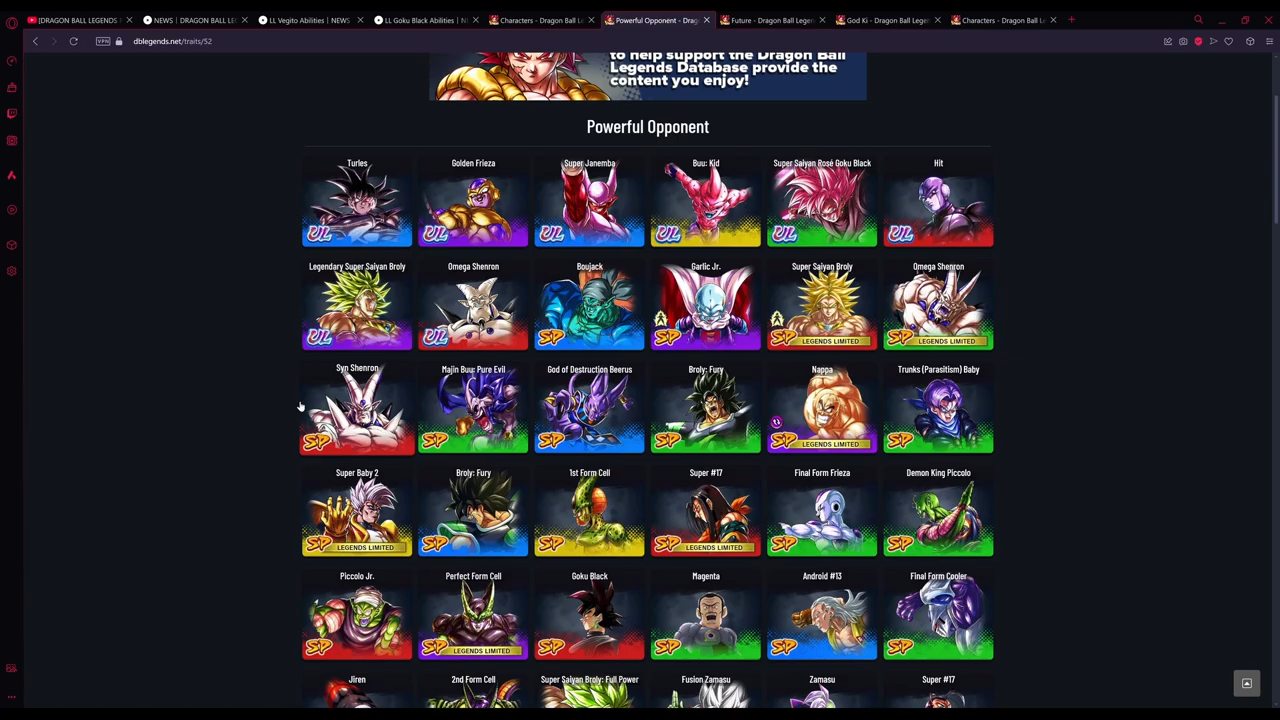 [DRAGON BALL LEGENDS
NEWS | DRAGON BALL LE
LL Vegito Abilities | NEWS
LL Goku Black Abilities | N
Characters - Dragon Ball L
Powerful Opponent - Drag
Future - Dragon Ball Legen
God Ki - Dragon Ball Legen
Characters - Dragon Ball L
VPN
dblegends.net/traits/52
to help support the Dragon Ball
Legends Database provide the
content you enjoy!
Powerful Opponent
Turles
Golden Frieza
Super Janemba
Buu: Kid
Super Saiyan Rosé Goku Black
Hit
UL
UL
UL
UL
UL
UL
Legendary Super Saiyan Broly
Omega Shenron
Boujack
Garlic Jr.
Super Saiyan Broly
Omega Shenron
UL
UL
SP
SP
SP LEGENDS LIMITED
SP LEGENDS LIMITED
Syn Shenron
Majin Buu: Pure Evil
God of Destruction Beerus
Broly: Fury
Nappa
Trunks (Parasitism) Baby
SP
SP
SP
SP
SP LEGENDS LIMITED
SP
Super Baby 2
Broly: Fury
1st Form Cell
Super #17
Final Form Frieza
Demon King Piccolo
SP LEGENDS LIMITED
SP
SP
SP LEGENDS LIMITED
SP
SP
Piccolo Jr.
Perfect Form Cell
Goku Black
Magenta
Android #13
Final Form Cooler
SP
SP LEGENDS LIMITED
SP
SP
SP
SP
Jiren
2nd Form Cell
Super Saiyan Broly: Full Power
Fusion Zamasu
Zamasu
Super #17